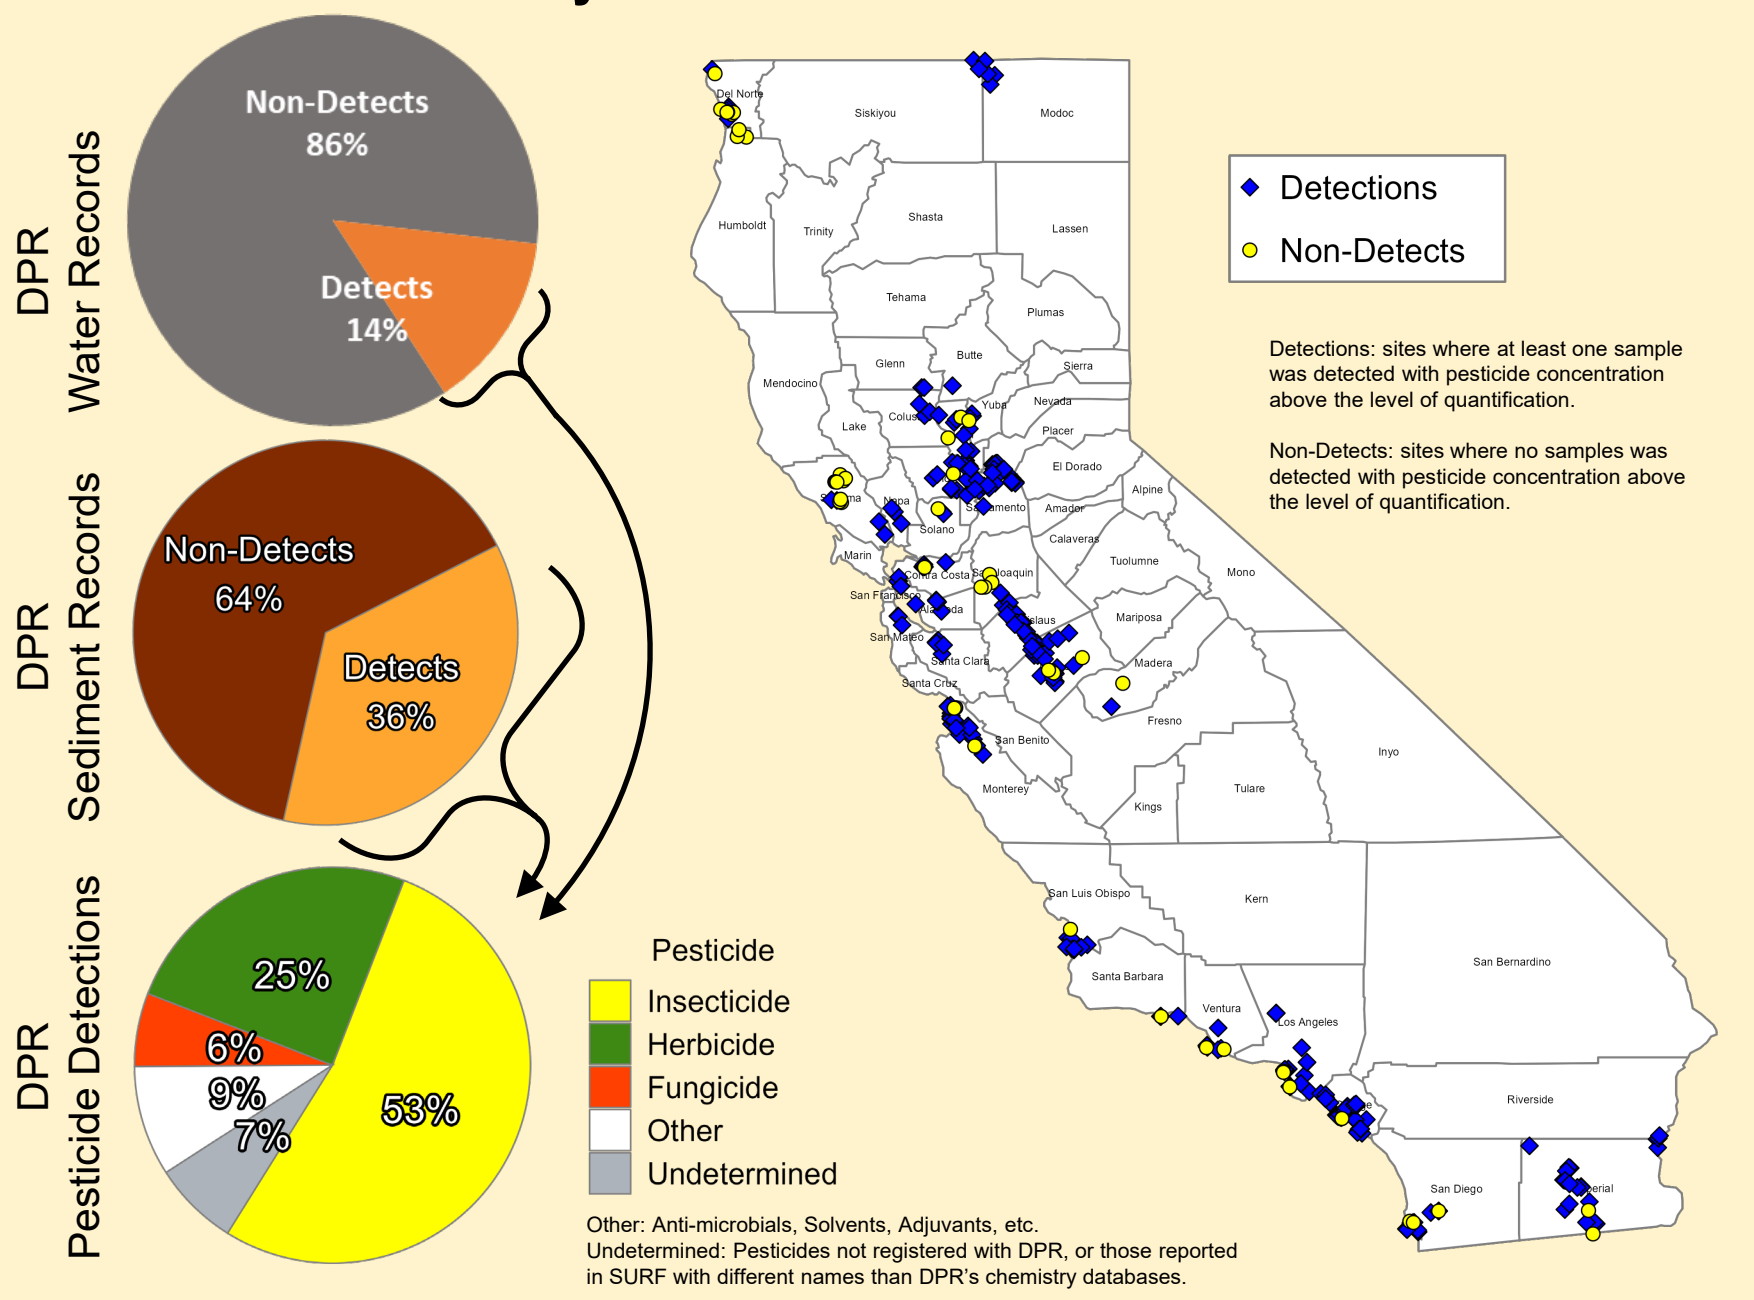 DPR
Water Records
Non-Detects
86%
Detects
14%
DPR
Sediment Records
Non-Detects
64%
Detects
36%
DPR
Pesticide Detections
25%
6%
9%
7%
53%
Pesticide
Insecticide
Herbicide
Fungicide
Other
Undetermined
Other: Anti-microbials, Solvents, Adjuvants, etc.
Undetermined: Pesticides not registered with DPR, or those reported
in SURF with different names than DPR's chemistry databases.
Detections
Non-Detects
Detections: sites where at least one sample
was detected with pesticide concentration
above the level of quantification.
Non-Detects: sites where no samples was
detected with pesticide concentration above
the level of quantification.
Del Norte
Siskiyou
Modoc
Humboldt
Trinity
Shasta
Lassen
Tehama
Plumas
Glenn
Butte
Sierra
Mendocino
Nevada
Yuba
Lake
Placer
El Dorado
Alpine
Napa
Amador
Solano
Calaveras
Marin
Tuolumne
Mono
Contra Costa
San Francisco
Mariposa
San Mateo
Santa Clara
Madera
Santa Cruz
Fresno
San Benito
Inyo
Monterey
Kings
Tulare
San Luis Obispo
Kern
San Bernardino
Santa Barbara
Ventura
Los Angeles
Riverside
San Diego